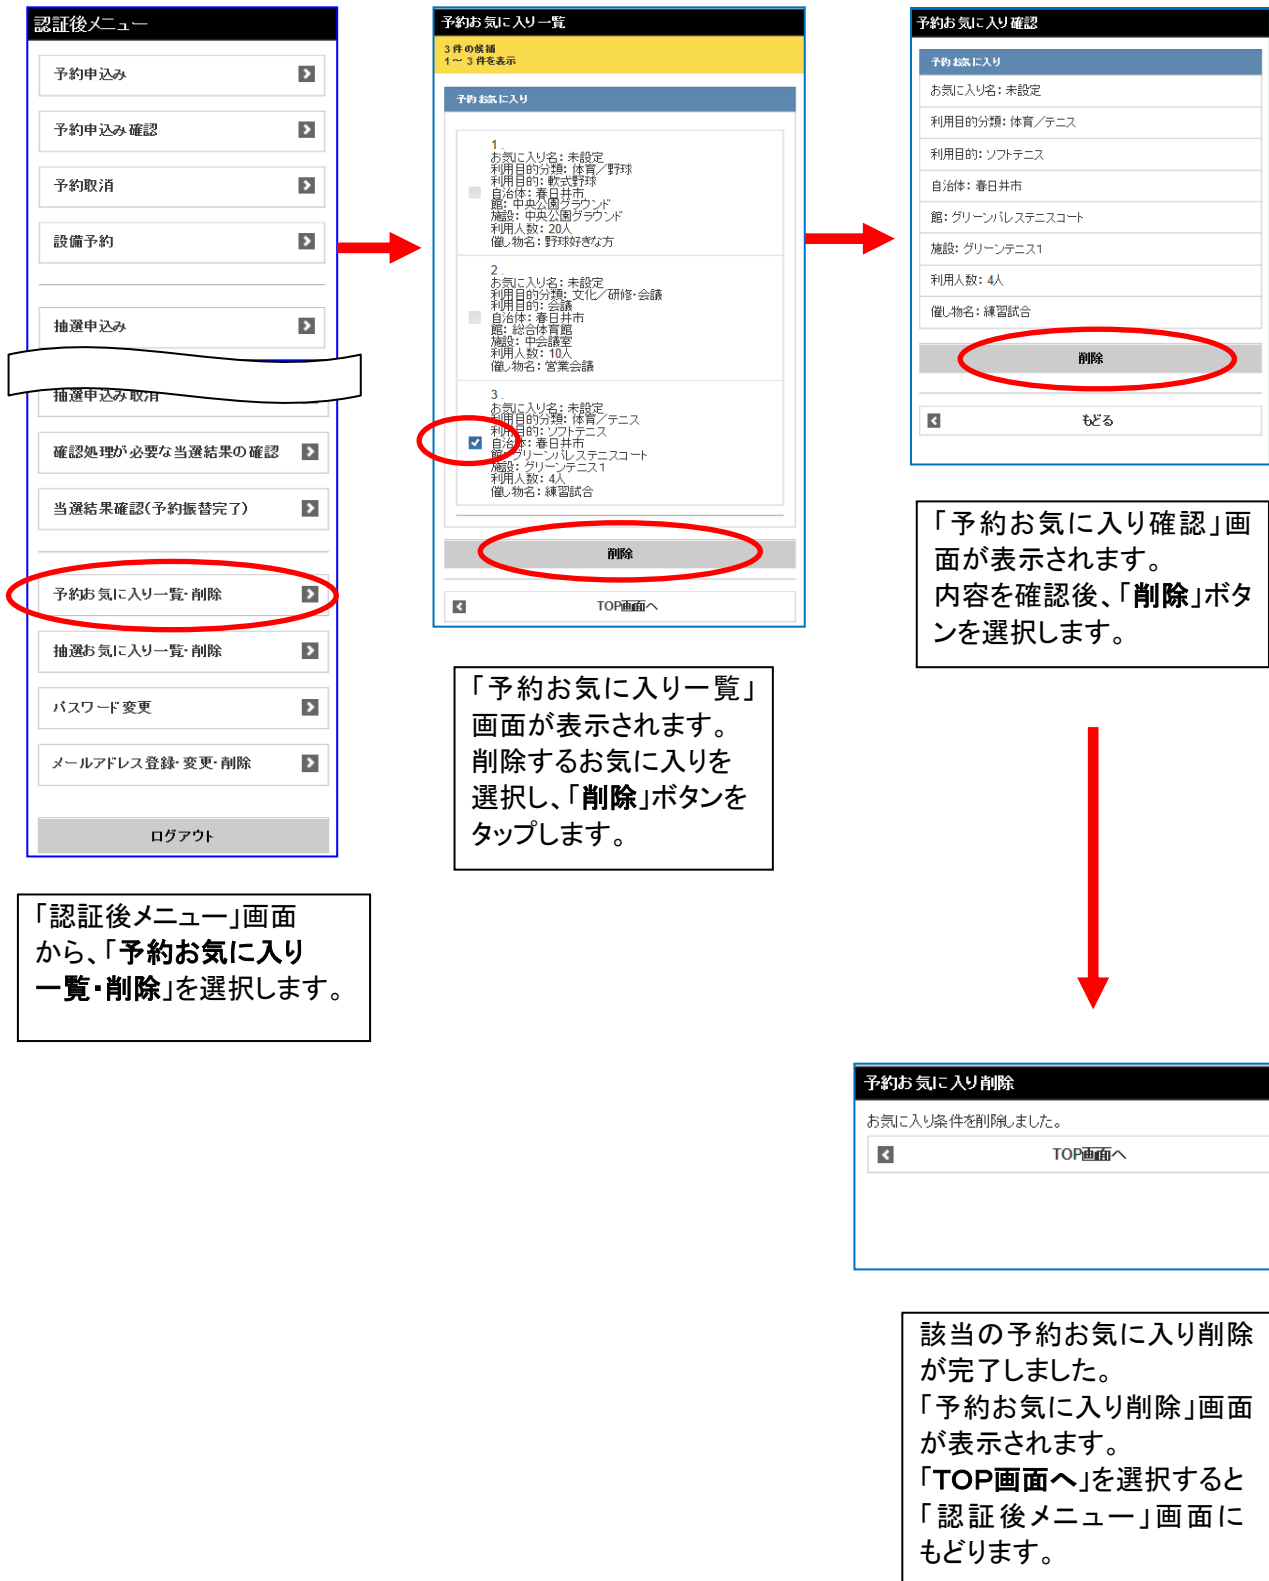 認証後メニュー
予約申込み
予約申込み確認
予約取消
設備予約
抽選申込み
抽選申込み取消
確認処理が必要な当選結果の確認
当選結果確認(予約振替完了)
予約お気に入り一覧・削除
抽選お気に入り一覧・削除
パスワード変更
メールアドレス登録・変更・削除
ログアウト
「認証後メニュー」画面
から、「予約お気に入り
一覧・削除」を選択します。
予約お気に入り一覧
3件の候補
1～ 3件を表示
予約お気に入り
1.
お気に入り名：未設定
利用目的分類：体育／野球
利用目的：軟式野球
自治体：春日井市
館：中央公園グラウンド
施設：中央公園グラウンド
利用人数：20人
催し物名：野球好きな方
2.
お気に入り名：未設定
利用目的分類：文化／研修・会議
利用目的：会議
自治体：春日井市
館：総合体育館
施設：中会議室
利用人数：10人
催し物名：営業会議
3.
お気に入り名：未設定
利用目的分類：体育／テニス
利用目的：ソフトテニス
自治体：春日井市
館：グリーンパレステニスコート
施設：グリーンテニス1
利用人数：4人
催し物名：練習試合
削除
TOP画面へ
「予約お気に入り一覧」
画面が表示されます。
削除するお気に入りを
選択し、「削除」ボタンを
タップします。
予約お気に入り確認
予約お気に入り
お気に入り名：未設定
利用目的分類：体育／テニス
利用目的：ソフトテニス
自治体：春日井市
館：グリーンパレステニスコート
施設：グリーンテニス1
利用人数：4人
催し物名：練習試合
削除
もどる
「予約お気に入り確認」画
面が表示されます。
内容を確認後、「削除」ボタ
ンを選択します。
予約お気に入り削除
お気に入り条件を削除しました。
TOP画面へ
該当の予約お気に入り削除
が完了しました。
「予約お気に入り削除」画面
が表示されます。
「TOP画面へ」を選択すると
「認証後メニュー」画面に
もどります。